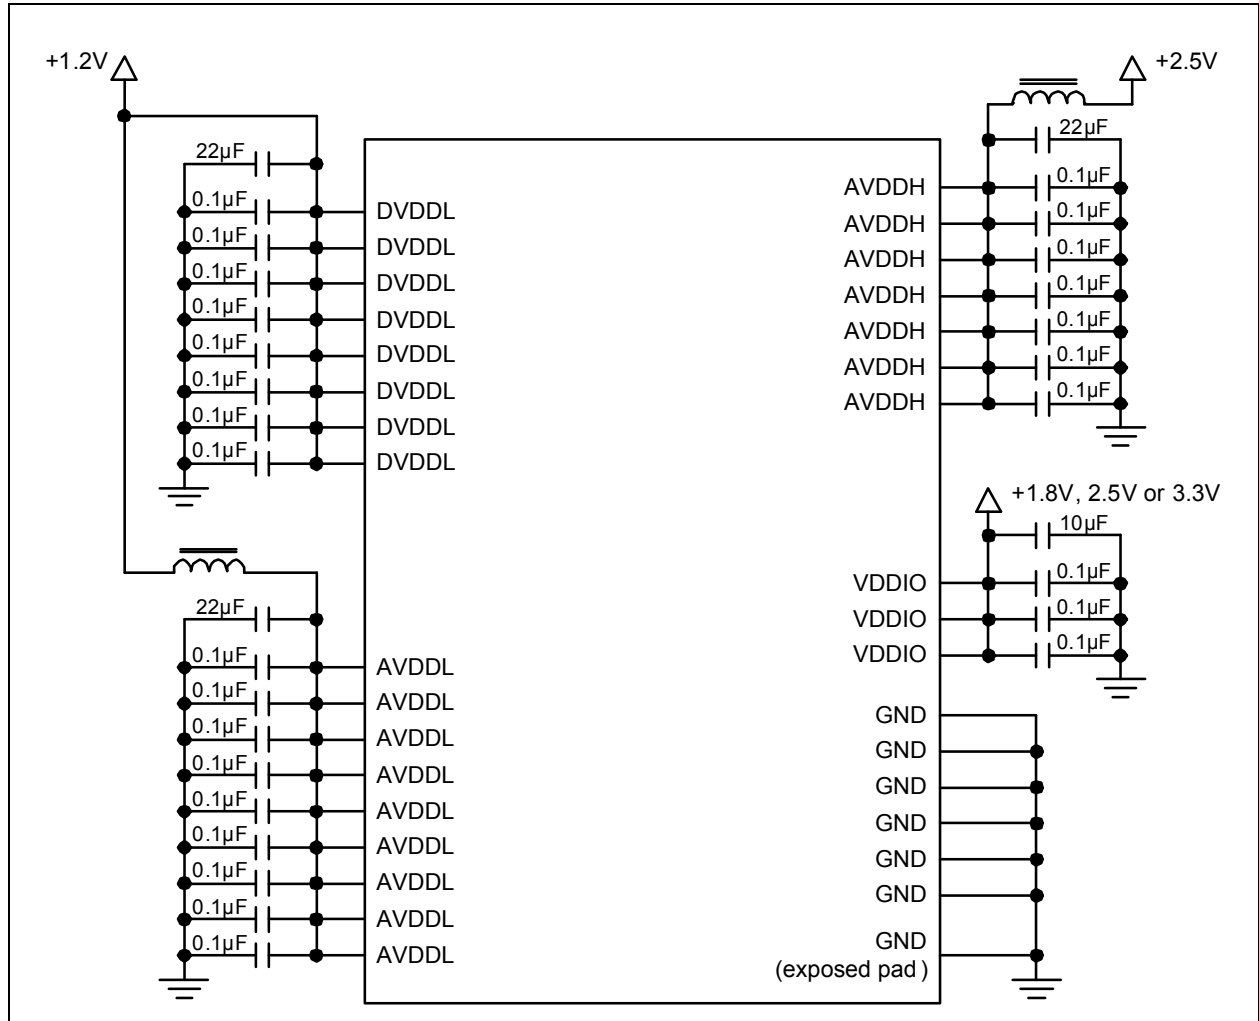 +1.2V
22µF
0.1µF
DVDDL
0.1µF
DVDDL
0.1µF
DVDDL
0.1µF
DVDDL
0.1µF
DVDDL
0.1µF
DVDDL
0.1µF
DVDDL
0.1µF
DVDDL
22µF
0.1µF
AVDDL
0.1µF
AVDDL
0.1µF
AVDDL
0.1µF
AVDDL
0.1µF
AVDDL
0.1µF
AVDDL
0.1µF
AVDDL
0.1µF
AVDDL
0.1µF
AVDDL
+2.5V
22µF
AVDDH
0.1µF
AVDDH
0.1µF
AVDDH
0.1µF
AVDDH
0.1µF
AVDDH
0.1µF
AVDDH
0.1µF
AVDDH
0.1µF
+1.8V, 2.5V or 3.3V
10µF
VDDIO
0.1µF
VDDIO
0.1µF
VDDIO
0.1µF
GND
GND
GND
GND
GND
GND
GND
(exposed pad)